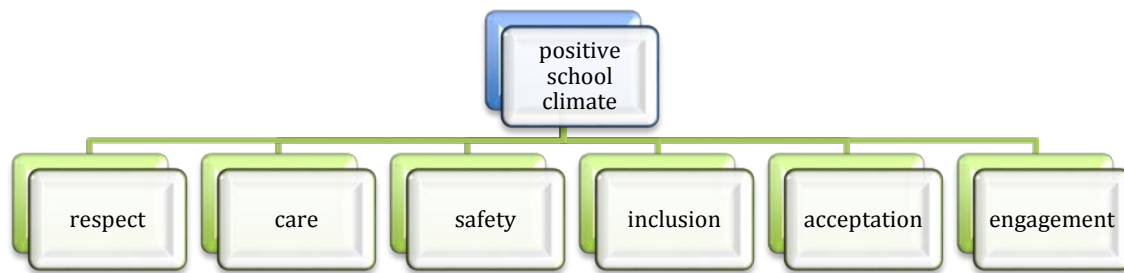 positive
school
climate
respect
care
safety
inclusion
acceptation
engagement